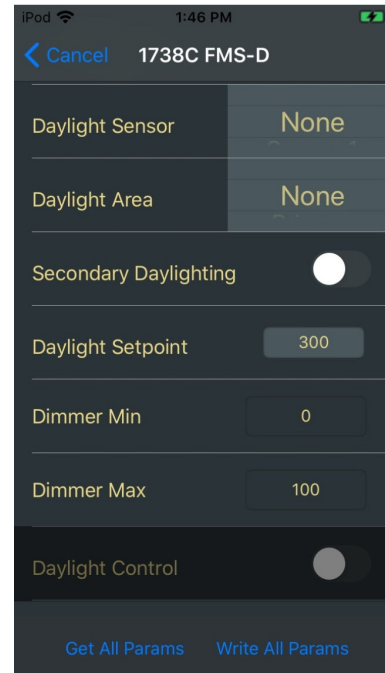 iPod 1:46 PM
Cancel 1738C FMS-D
Daylight Sensor None
Daylight Area None
Secondary Daylighting
Daylight Setpoint 300
Dimmer Min 0
Dimmer Max 100
Daylight Control
Get All Params Write All Params